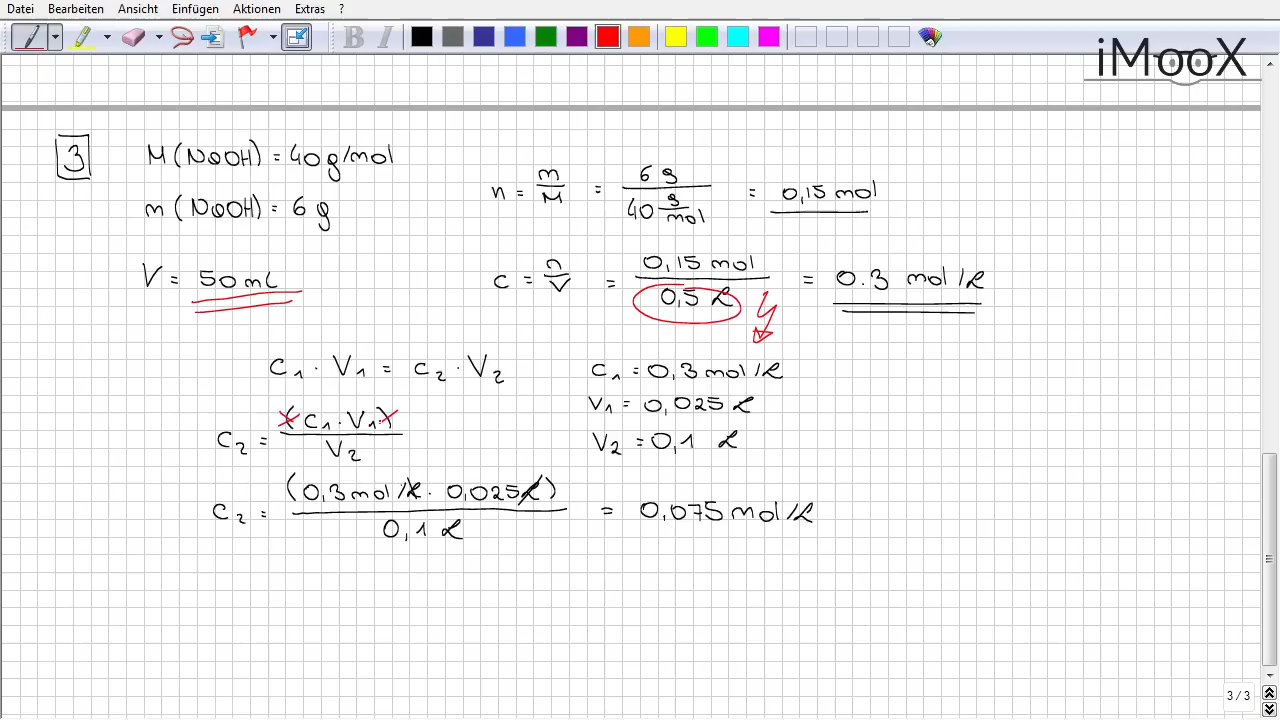 Datei Bearbeiten Ansicht Einfügen Aktionen Extras ?
B I
iMooX
3
M (NaOH) = 40g/mol
m (NaOH) = 6 g
n = m/M = 6 g / 40 g/mol = 0,15 mol
V = 50 mL
c = n/V = 0,15 mol / 0,5 L = 0.3 mol/L
c₁ · V₁ = c₂ · V₂
c₁ = 0,3 mol/L
V₁ = 0,025 L
V₂ = 0,1 L
c₂ = (c₁ · V₁) / V₂
c₂ = (0,3 mol/L · 0,025 L) / 0,1 L = 0,075 mol/L
3 / 3